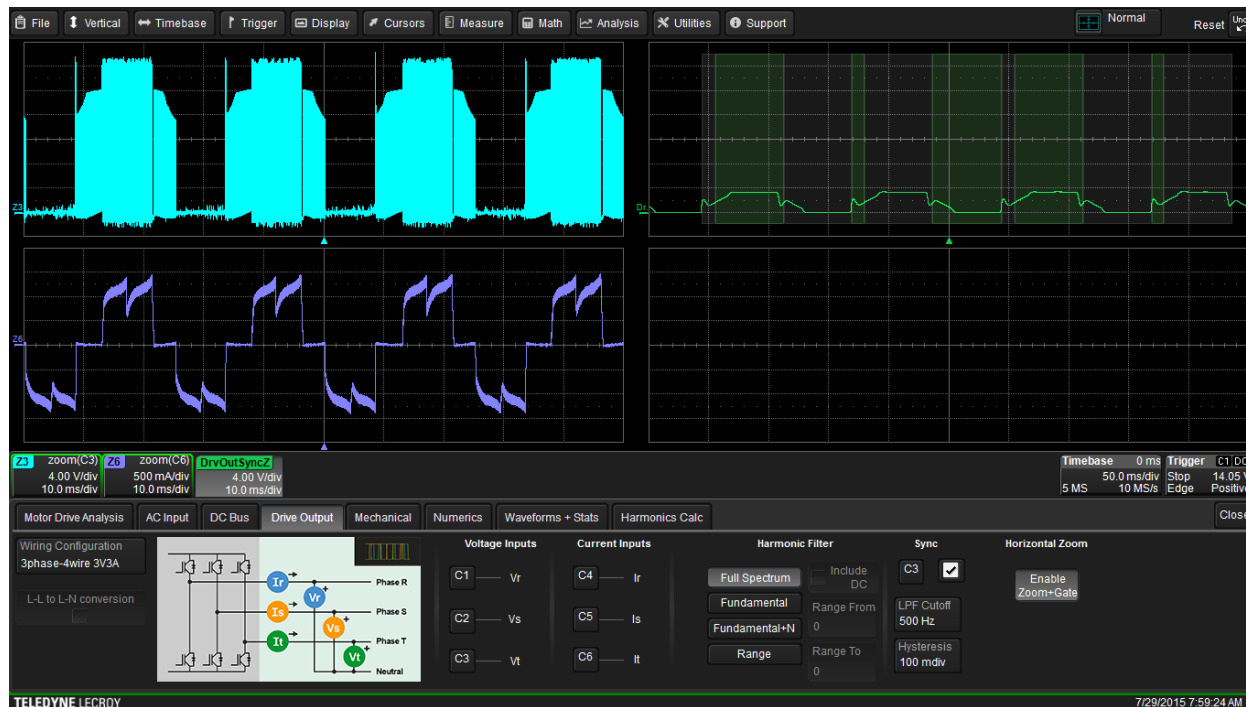 File Vertical Timebase Trigger Display Cursors Measure Math Analysis Utilities Support Normal Reset
Z3
Dr
Z6
Z3 zoom(C3) Z6 zoom(C6) DrvOutSyncZ Timebase 0 ms Trigger C1 DC
4.00 V/div 500 mA/div 4.00 V/div 50.0 ms/div Stop 14.05 V
10.0 ms/div 10.0 ms/div 10.0 ms/div 5 MS 10 MS/s Edge Positive
Motor Drive Analysis AC Input DC Bus Drive Output Mechanical Numerics Waveforms + Stats Harmonics Calc Close
Wiring Configuration
3phase-4wire 3V3A
L-L to L-N conversion
Ir Phase R
Vr
Is Phase S
Vs
It Phase T
Vt
Neutral
Voltage Inputs
C1 Vr
C2 Vs
C3 Vt
Current Inputs
C4 Ir
C5 Is
C6 It
Harmonic Filter
Full Spectrum
Fundamental
Fundamental+N
Range
Include
DC
Range From
0
Range To
0
Sync
C3
LPF Cutoff
500 Hz
Hysteresis
100 mdiv
Horizontal Zoom
Enable
Zoom+Gate
TELEDYNE LECROY 7/29/2015 7:59:24 AM